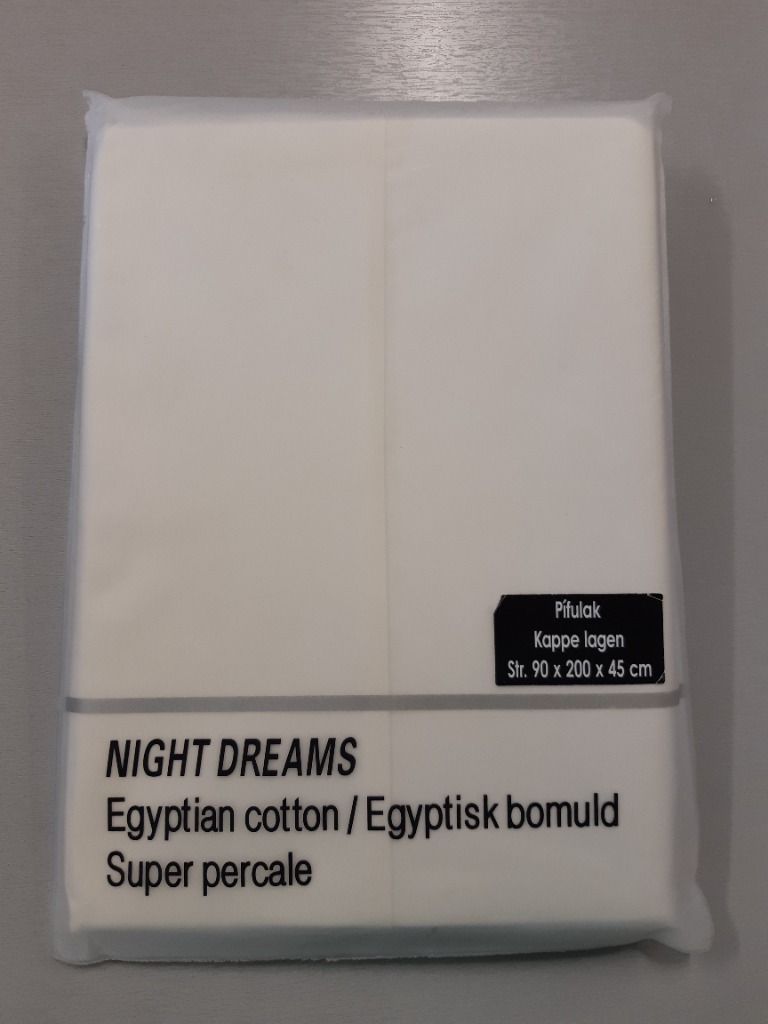 Pífulak
Kappe lagen
Str. 90 x 200 x 45 cm
NIGHT DREAMS
Egyptian cotton / Egyptisk bomuld
Super percale